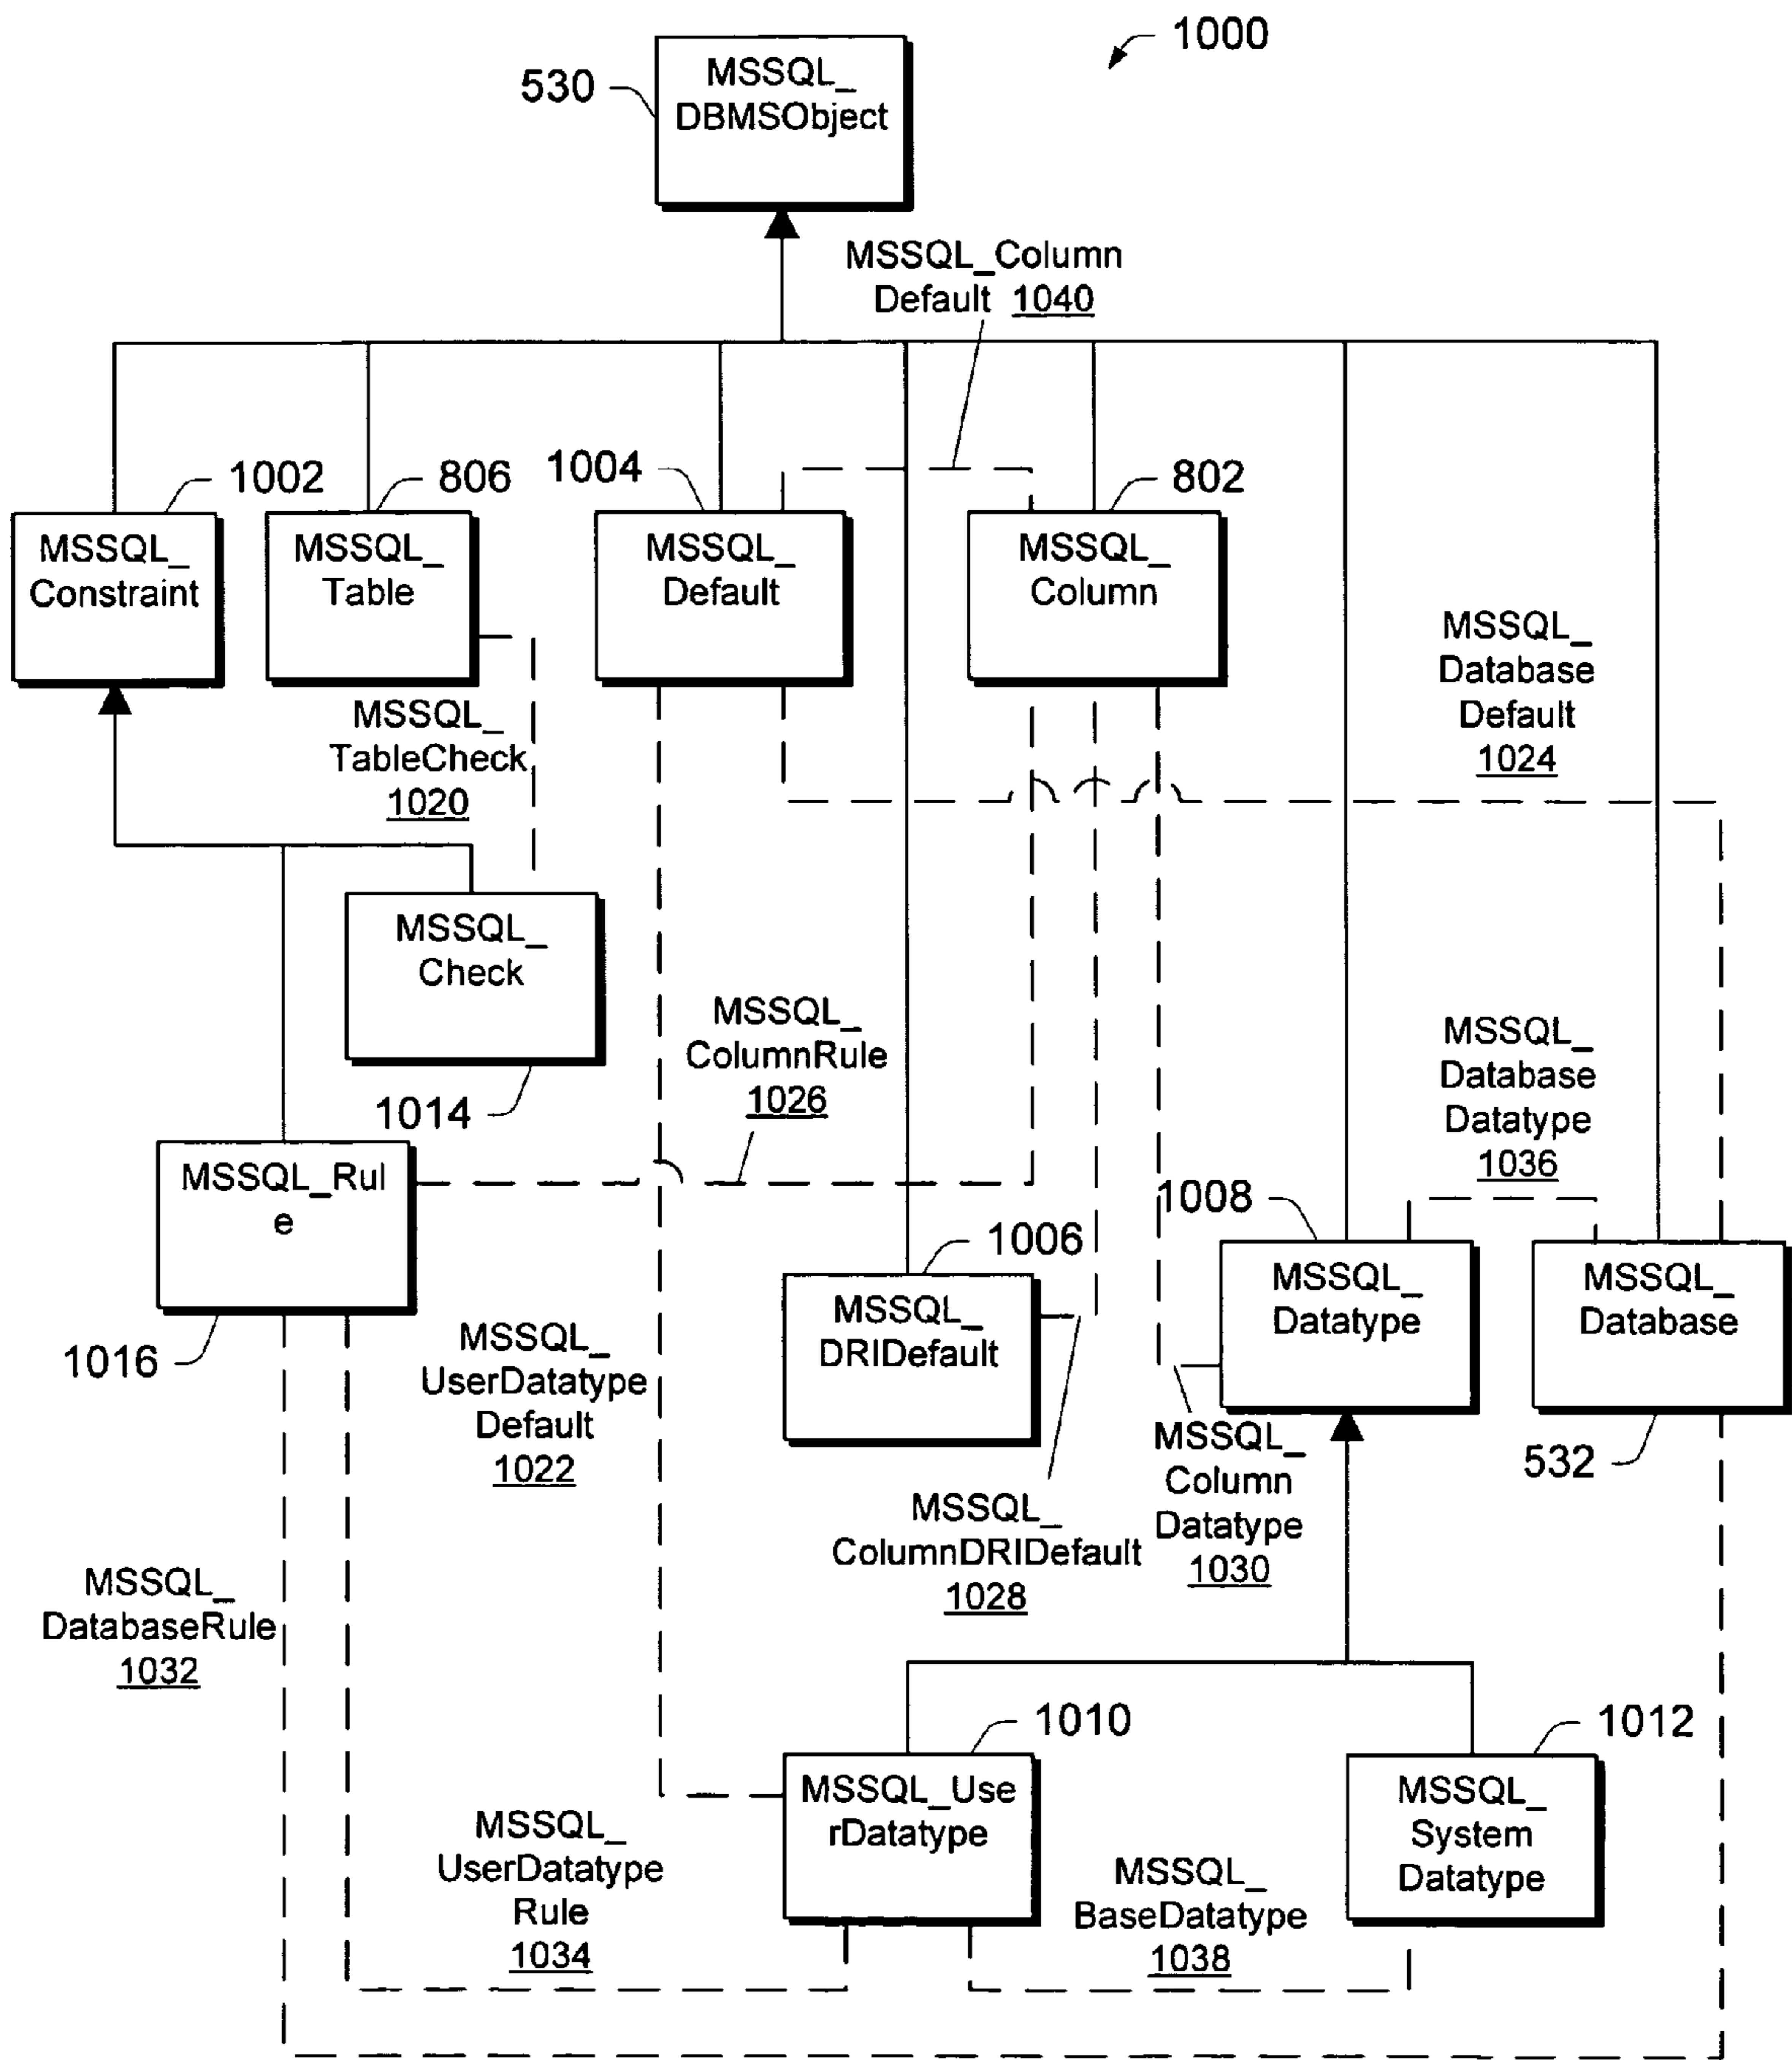 1000
530
MSSQL_
DBMSObject
MSSQL_Column
Default 1040
1002
806
1004
802
MSSQL_
Constraint
MSSQL_
Table
MSSQL_
Default
MSSQL_
Column
MSSQL_
Database
Default
1024
MSSQL_
TableCheck
1020
MSSQL_
Check
1014
MSSQL_
ColumnRule
1026
MSSQL_
Database
Datatype
1036
MSSQL_Rul
e
1016
1006
1008
MSSQL_
DRIDefault
MSSQL_
Datatype
MSSQL_
Database
532
MSSQL_
UserDatatype
Default
1022
MSSQL_
ColumnDRIDefault
1028
MSSQL_
Column
Datatype
1030
MSSQL_
DatabaseRule
1032
1010
1012
MSSQL_Use
rDatatype
MSSQL_
System
Datatype
MSSQL_
UserDatatype
Rule
1034
MSSQL_
BaseDatatype
1038